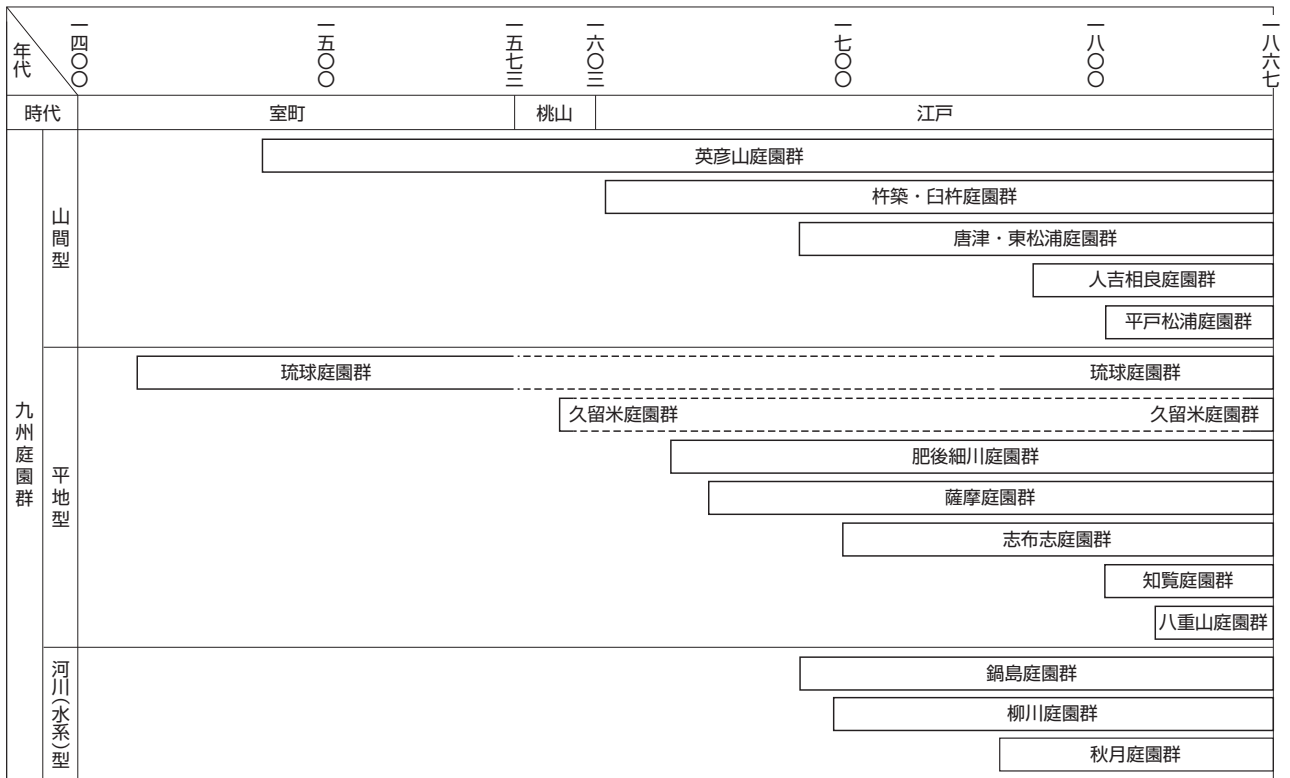 年代
一四〇〇
一五〇〇
一五七三
一六〇三
一七〇〇
一八〇〇
一八六七
時代
室町
桃山
江戸
九州庭園群
山間型
英彦山庭園群
杵築・臼杵庭園群
唐津・東松浦庭園群
人吉相良庭園群
平戸松浦庭園群
平地型
琉球庭園群
琉球庭園群
久留米庭園群
久留米庭園群
肥後細川庭園群
薩摩庭園群
志布志庭園群
知覧庭園群
八重山庭園群
河川(水系)型
鍋島庭園群
柳川庭園群
秋月庭園群